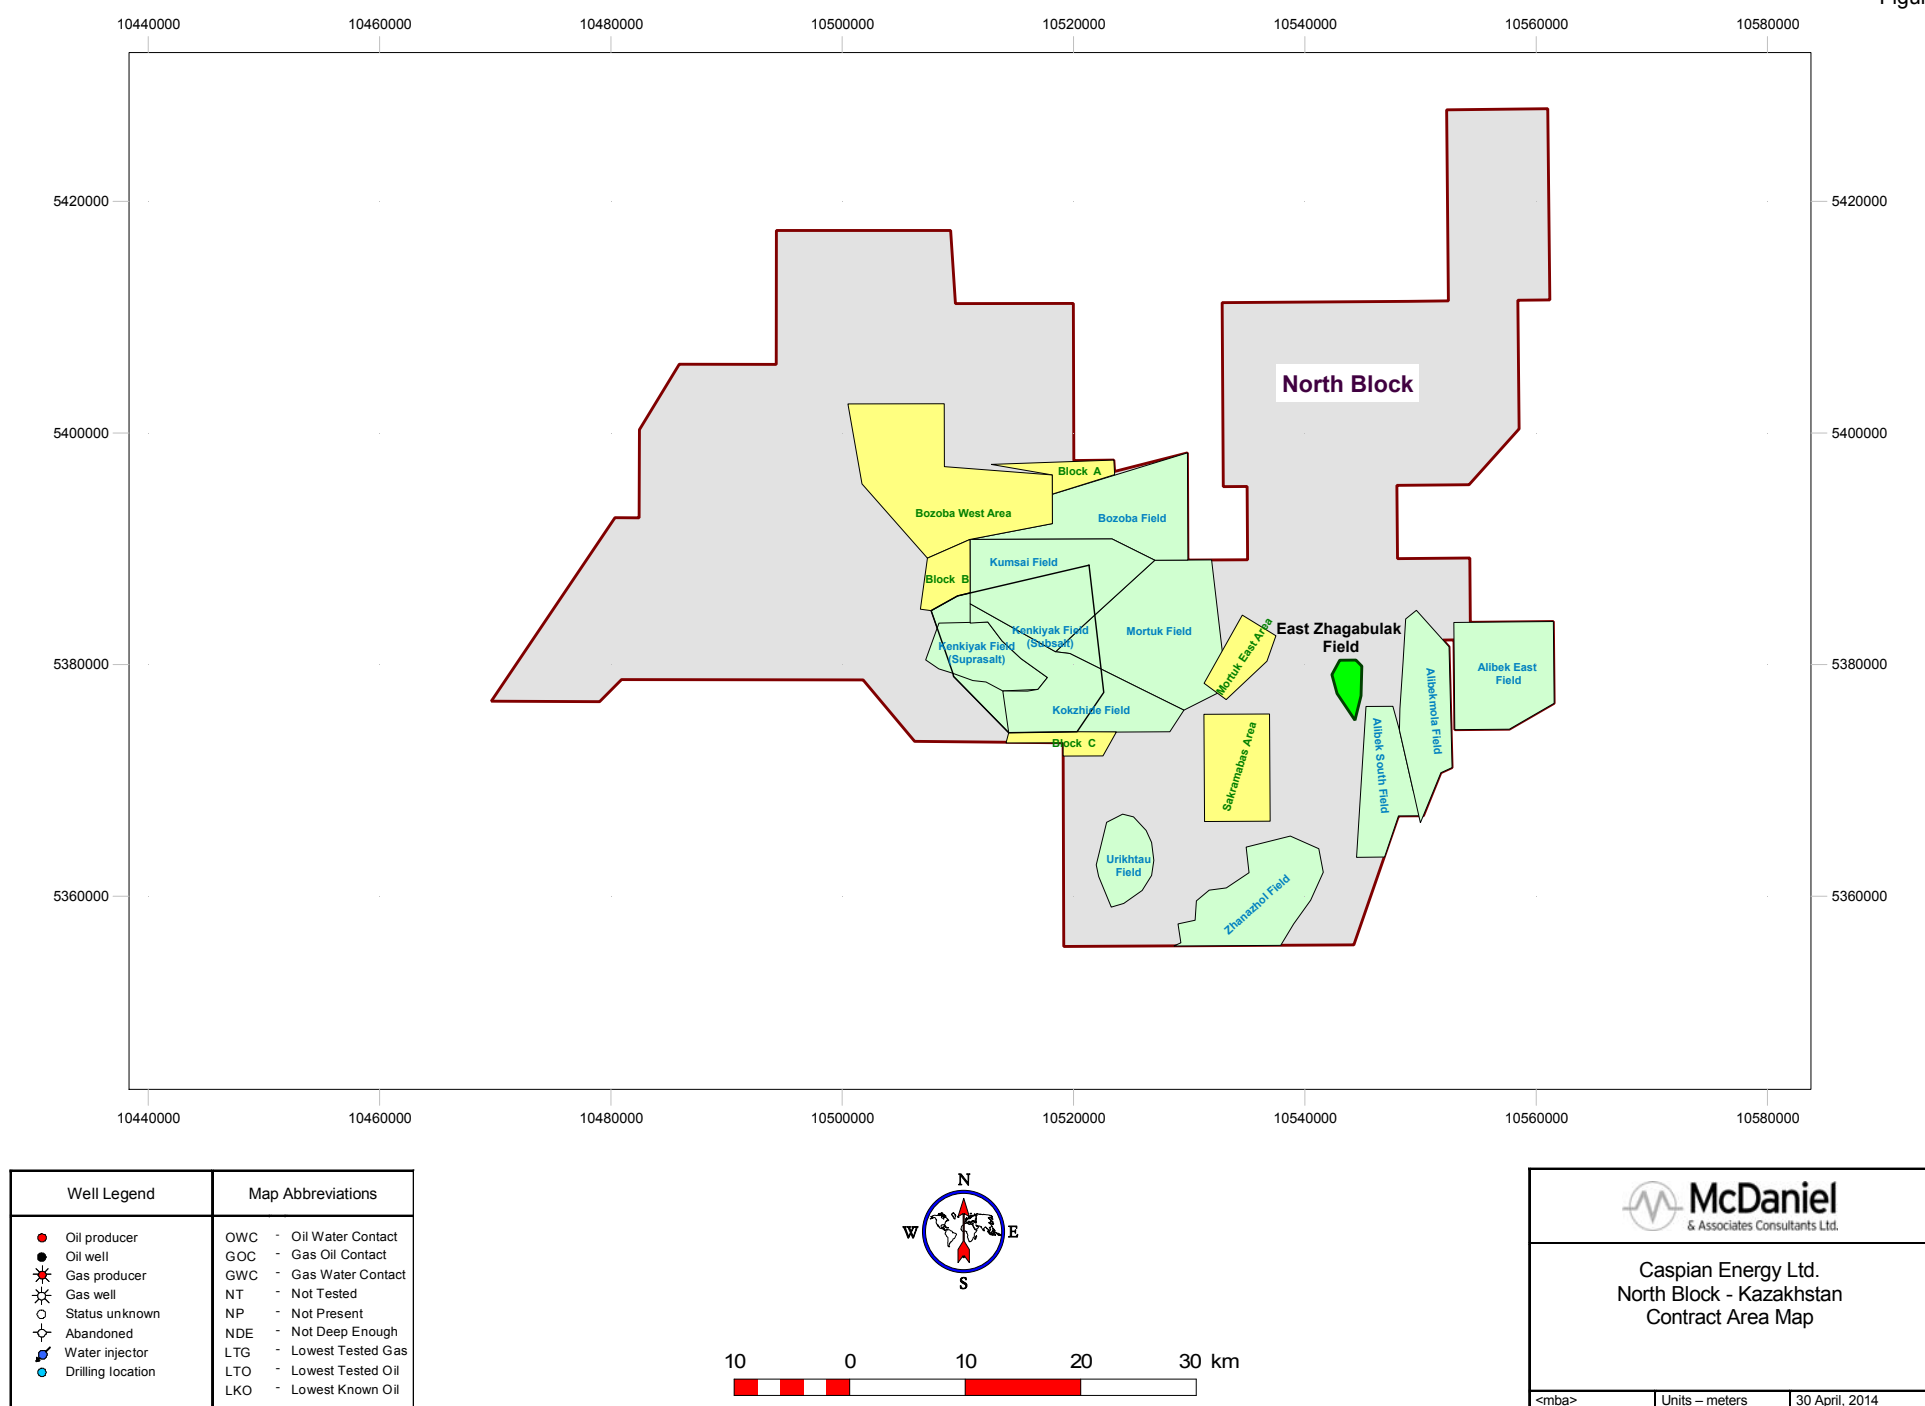 Figur
10440000 10460000 10480000 10500000 10520000 10540000 10560000 10580000
5420000 5420000
North Block
5400000 5400000
Block A
Bozoba West Area
Bozoba Field
Kumsai Field
Block B
Kenkiyak Field
(Subsalt)
Mortuk Field
Mortuk East Area
East Zhagabulak
Field
Kenkiyak Field
(Suprasalt)
5380000 5380000
Alibek East
Field
Alibekmola Field
Kokzhide Field
Block C
Sakramabas Area
Alibek South Field
Urikhtau
Field
Zhanazhol Field
5360000 5360000
10440000 10460000 10480000 10500000 10520000 10540000 10560000 10580000
Well Legend
Oil producer
Oil well
Gas producer
Gas well
Status unknown
Abandoned
Water injector
Drilling location
Map Abbreviations
OWC - Oil Water Contact
GOC - Gas Oil Contact
GWC - Gas Water Contact
NT - Not Tested
NP - Not Present
NDE - Not Deep Enough
LTG - Lowest Tested Gas
LTO - Lowest Tested Oil
LKO - Lowest Known Oil
N
W E
S
10 0 10 20 30 km
McDaniel
& Associates Consultants Ltd.
Caspian Energy Ltd.
North Block - Kazakhstan
Contract Area Map
<mba> Units – meters 30 April, 2014